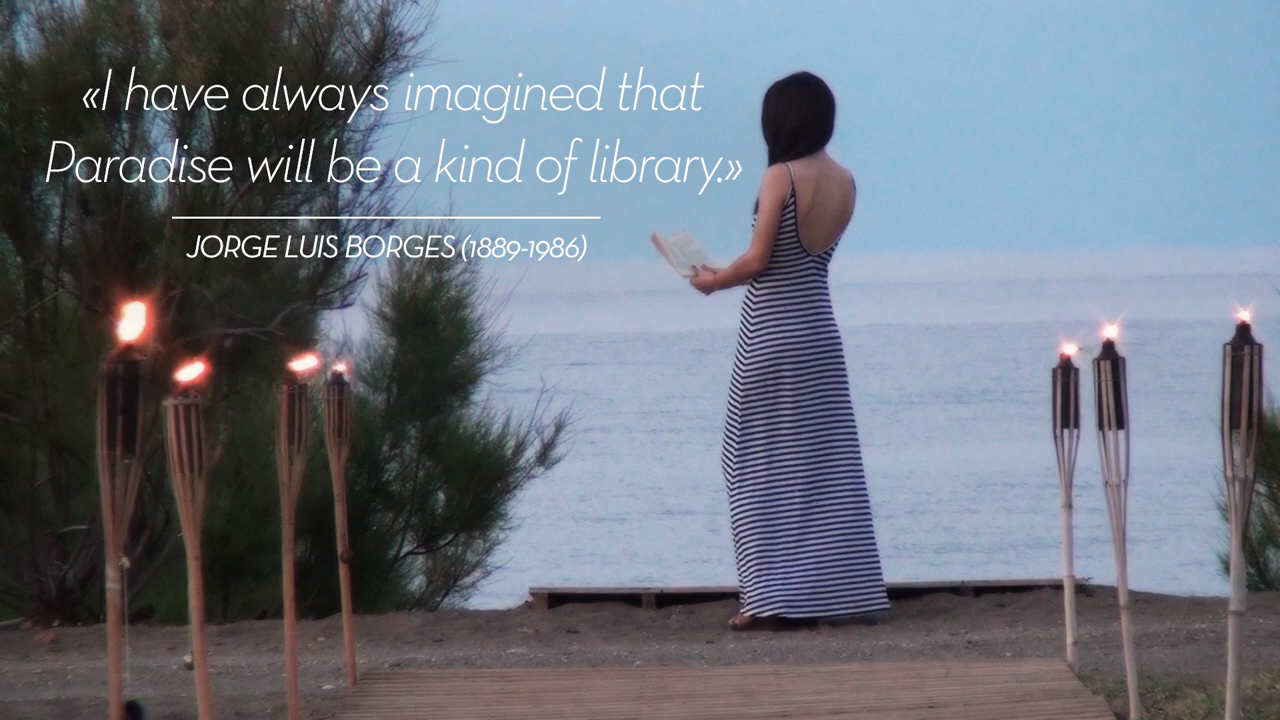 «I have always imagined that
Paradise will be a kind of library.»
JORGE LUIS BORGES (1889-1986)